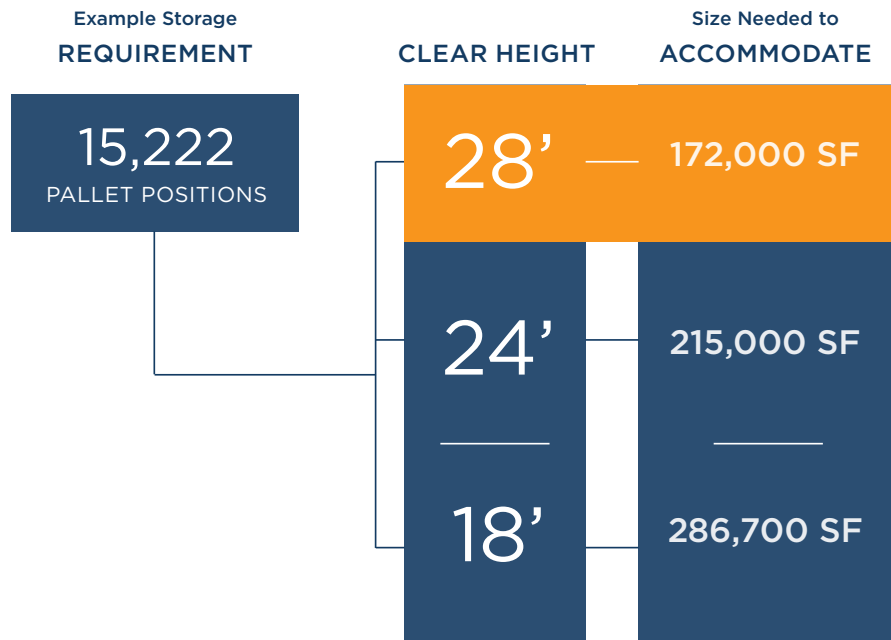 Example Storage
REQUIREMENT
CLEAR HEIGHT
Size Needed to
ACCOMMODATE
15,222
PALLET POSITIONS
28’
172,000 SF
24’
215,000 SF
18’
286,700 SF